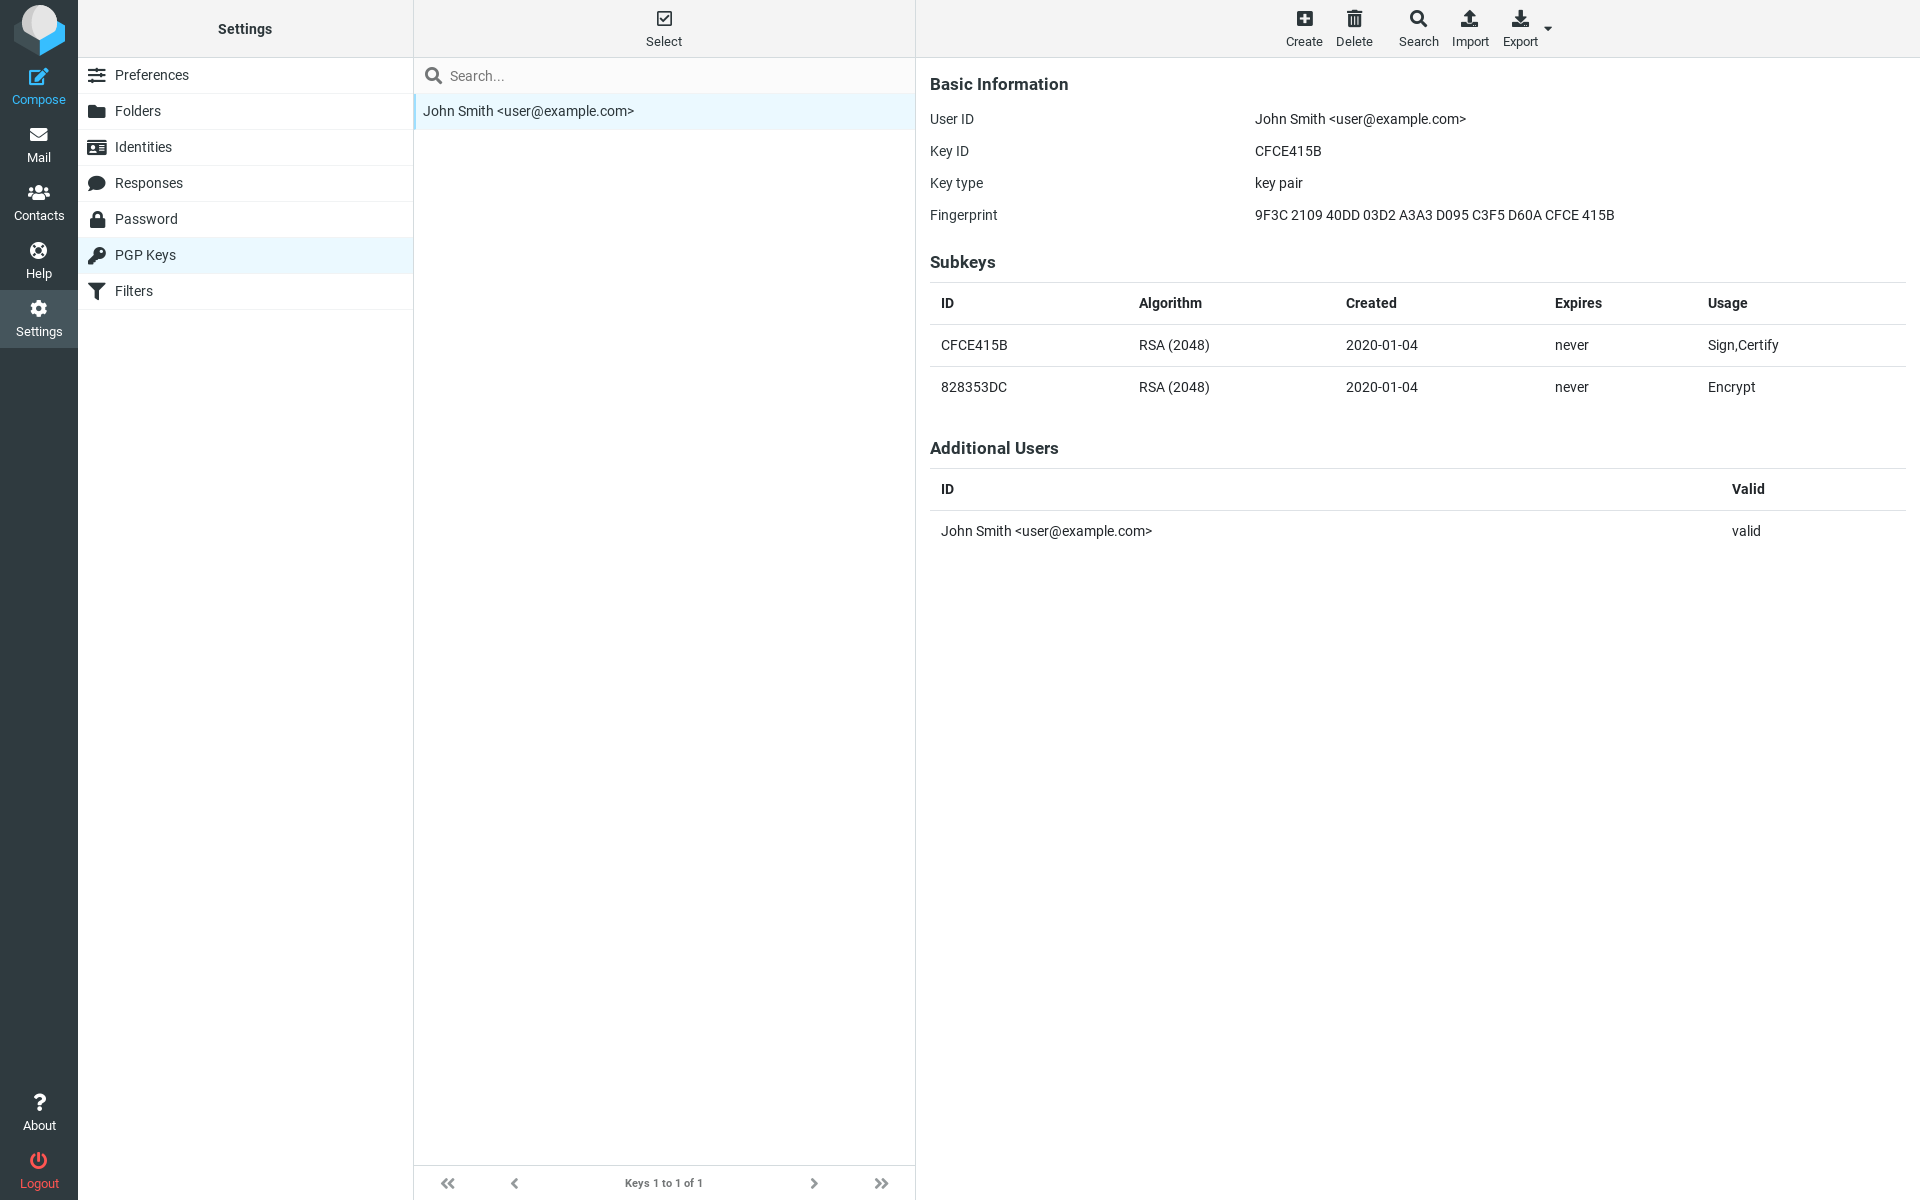 Settings
Select
Create
Delete
Search
Import
Export
Compose
Mail
Contacts
Help
Settings
About
Logout
Preferences
Folders
Identities
Responses
Password
PGP Keys
Filters
Search...
John Smith <user@example.com>
Keys 1 to 1 of 1
Basic Information
User ID John Smith <user@example.com>
Key ID CFCE415B
Key type key pair
Fingerprint 9F3C 2109 40DD 03D2 A3A3 D095 C3F5 D60A CFCE 415B
Subkeys
ID Algorithm Created Expires Usage
CFCE415B RSA (2048) 2020-01-04 never Sign,Certify
828353DC RSA (2048) 2020-01-04 never Encrypt
Additional Users
ID Valid
John Smith <user@example.com> valid